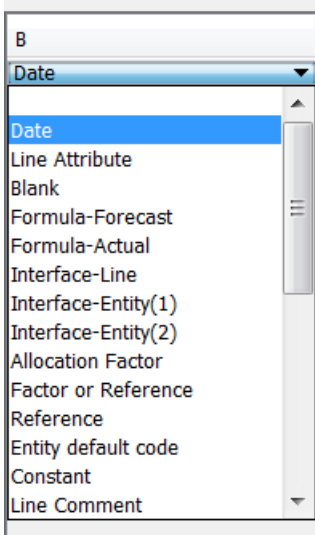 B
Date
Date
Line Attribute
Blank
Formula-Forecast
Formula-Actual
Interface-Line
Interface-Entity(1)
Interface-Entity(2)
Allocation Factor
Factor or Reference
Reference
Entity default code
Constant
Line Comment